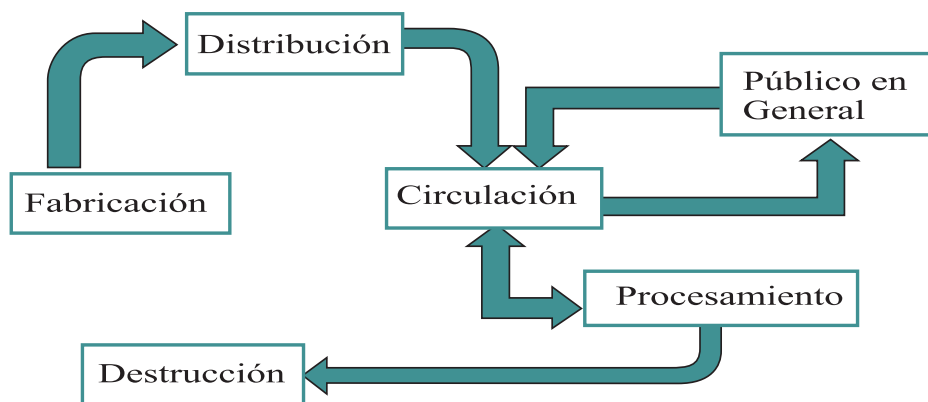 Distribución
Público en
General
Fabricación
Circulación
Procesamiento
Destrucción